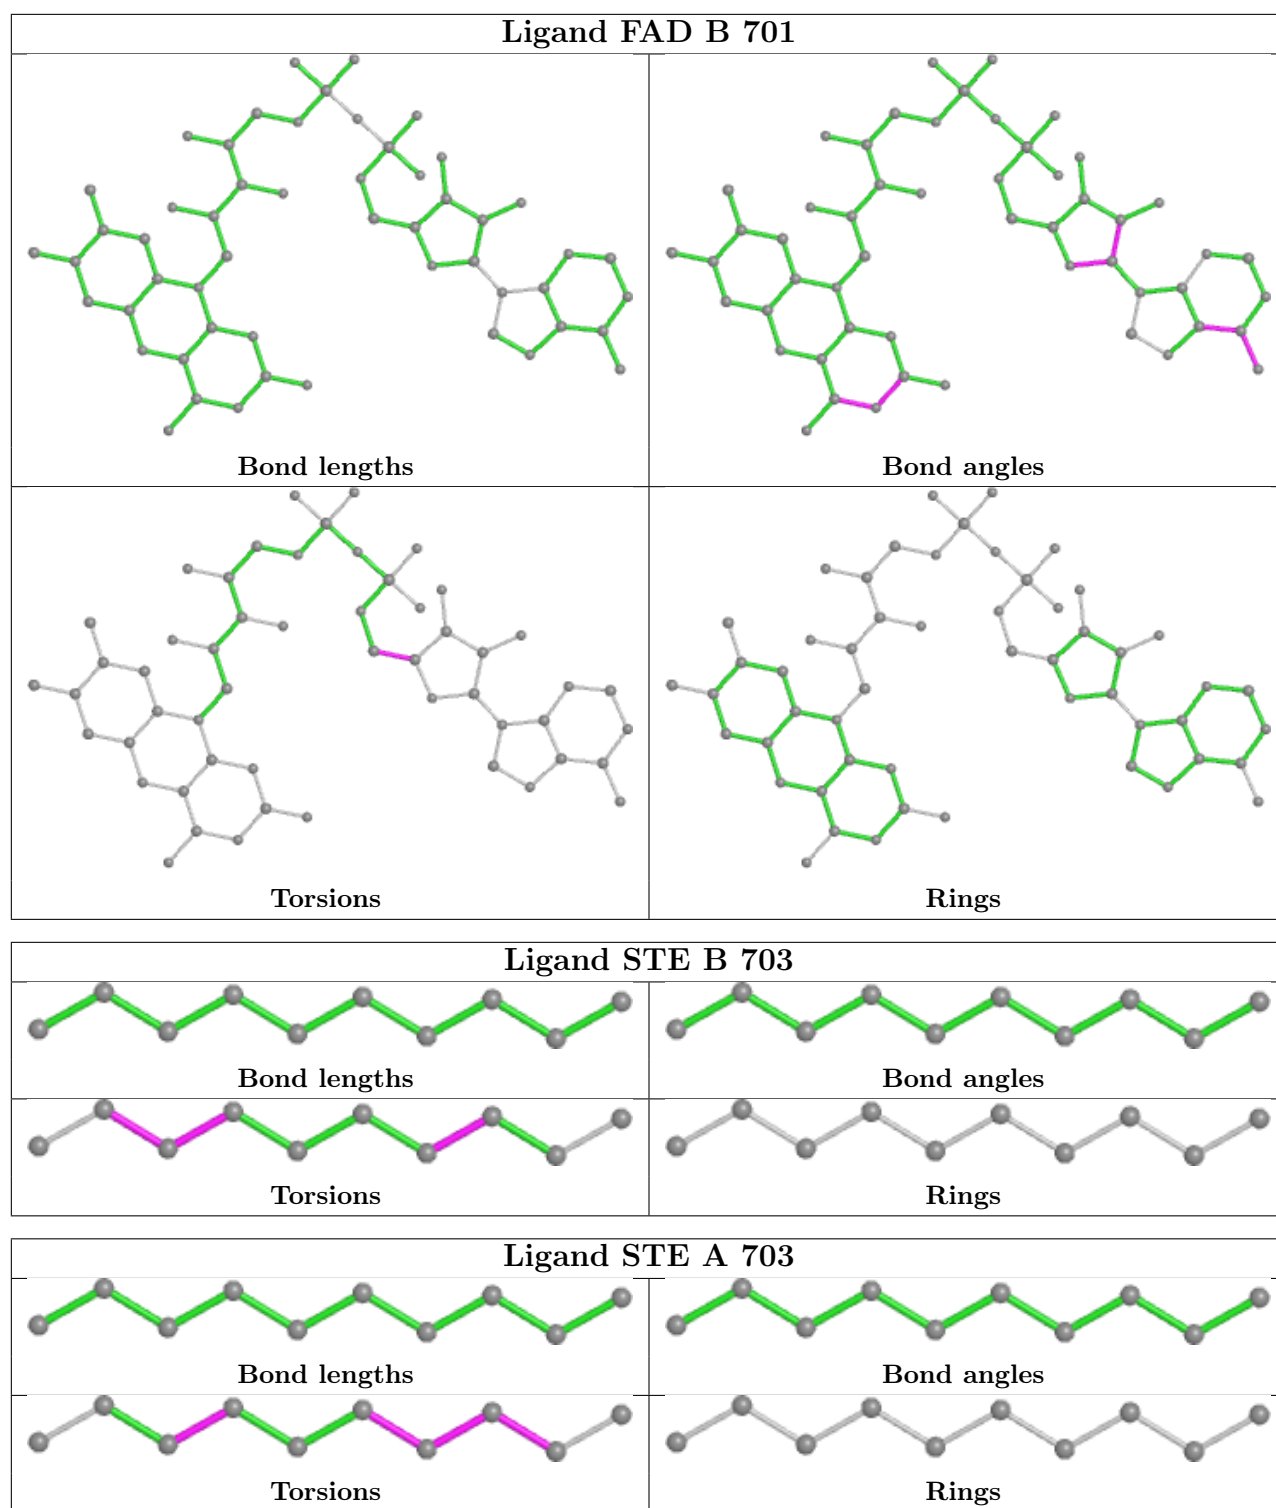 Ligand FAD B 701
Bond lengths
Bond angles
Torsions
Rings
Ligand STE B 703
Bond lengths
Bond angles
Torsions
Rings
Ligand STE A 703
Bond lengths
Bond angles
Torsions
Rings